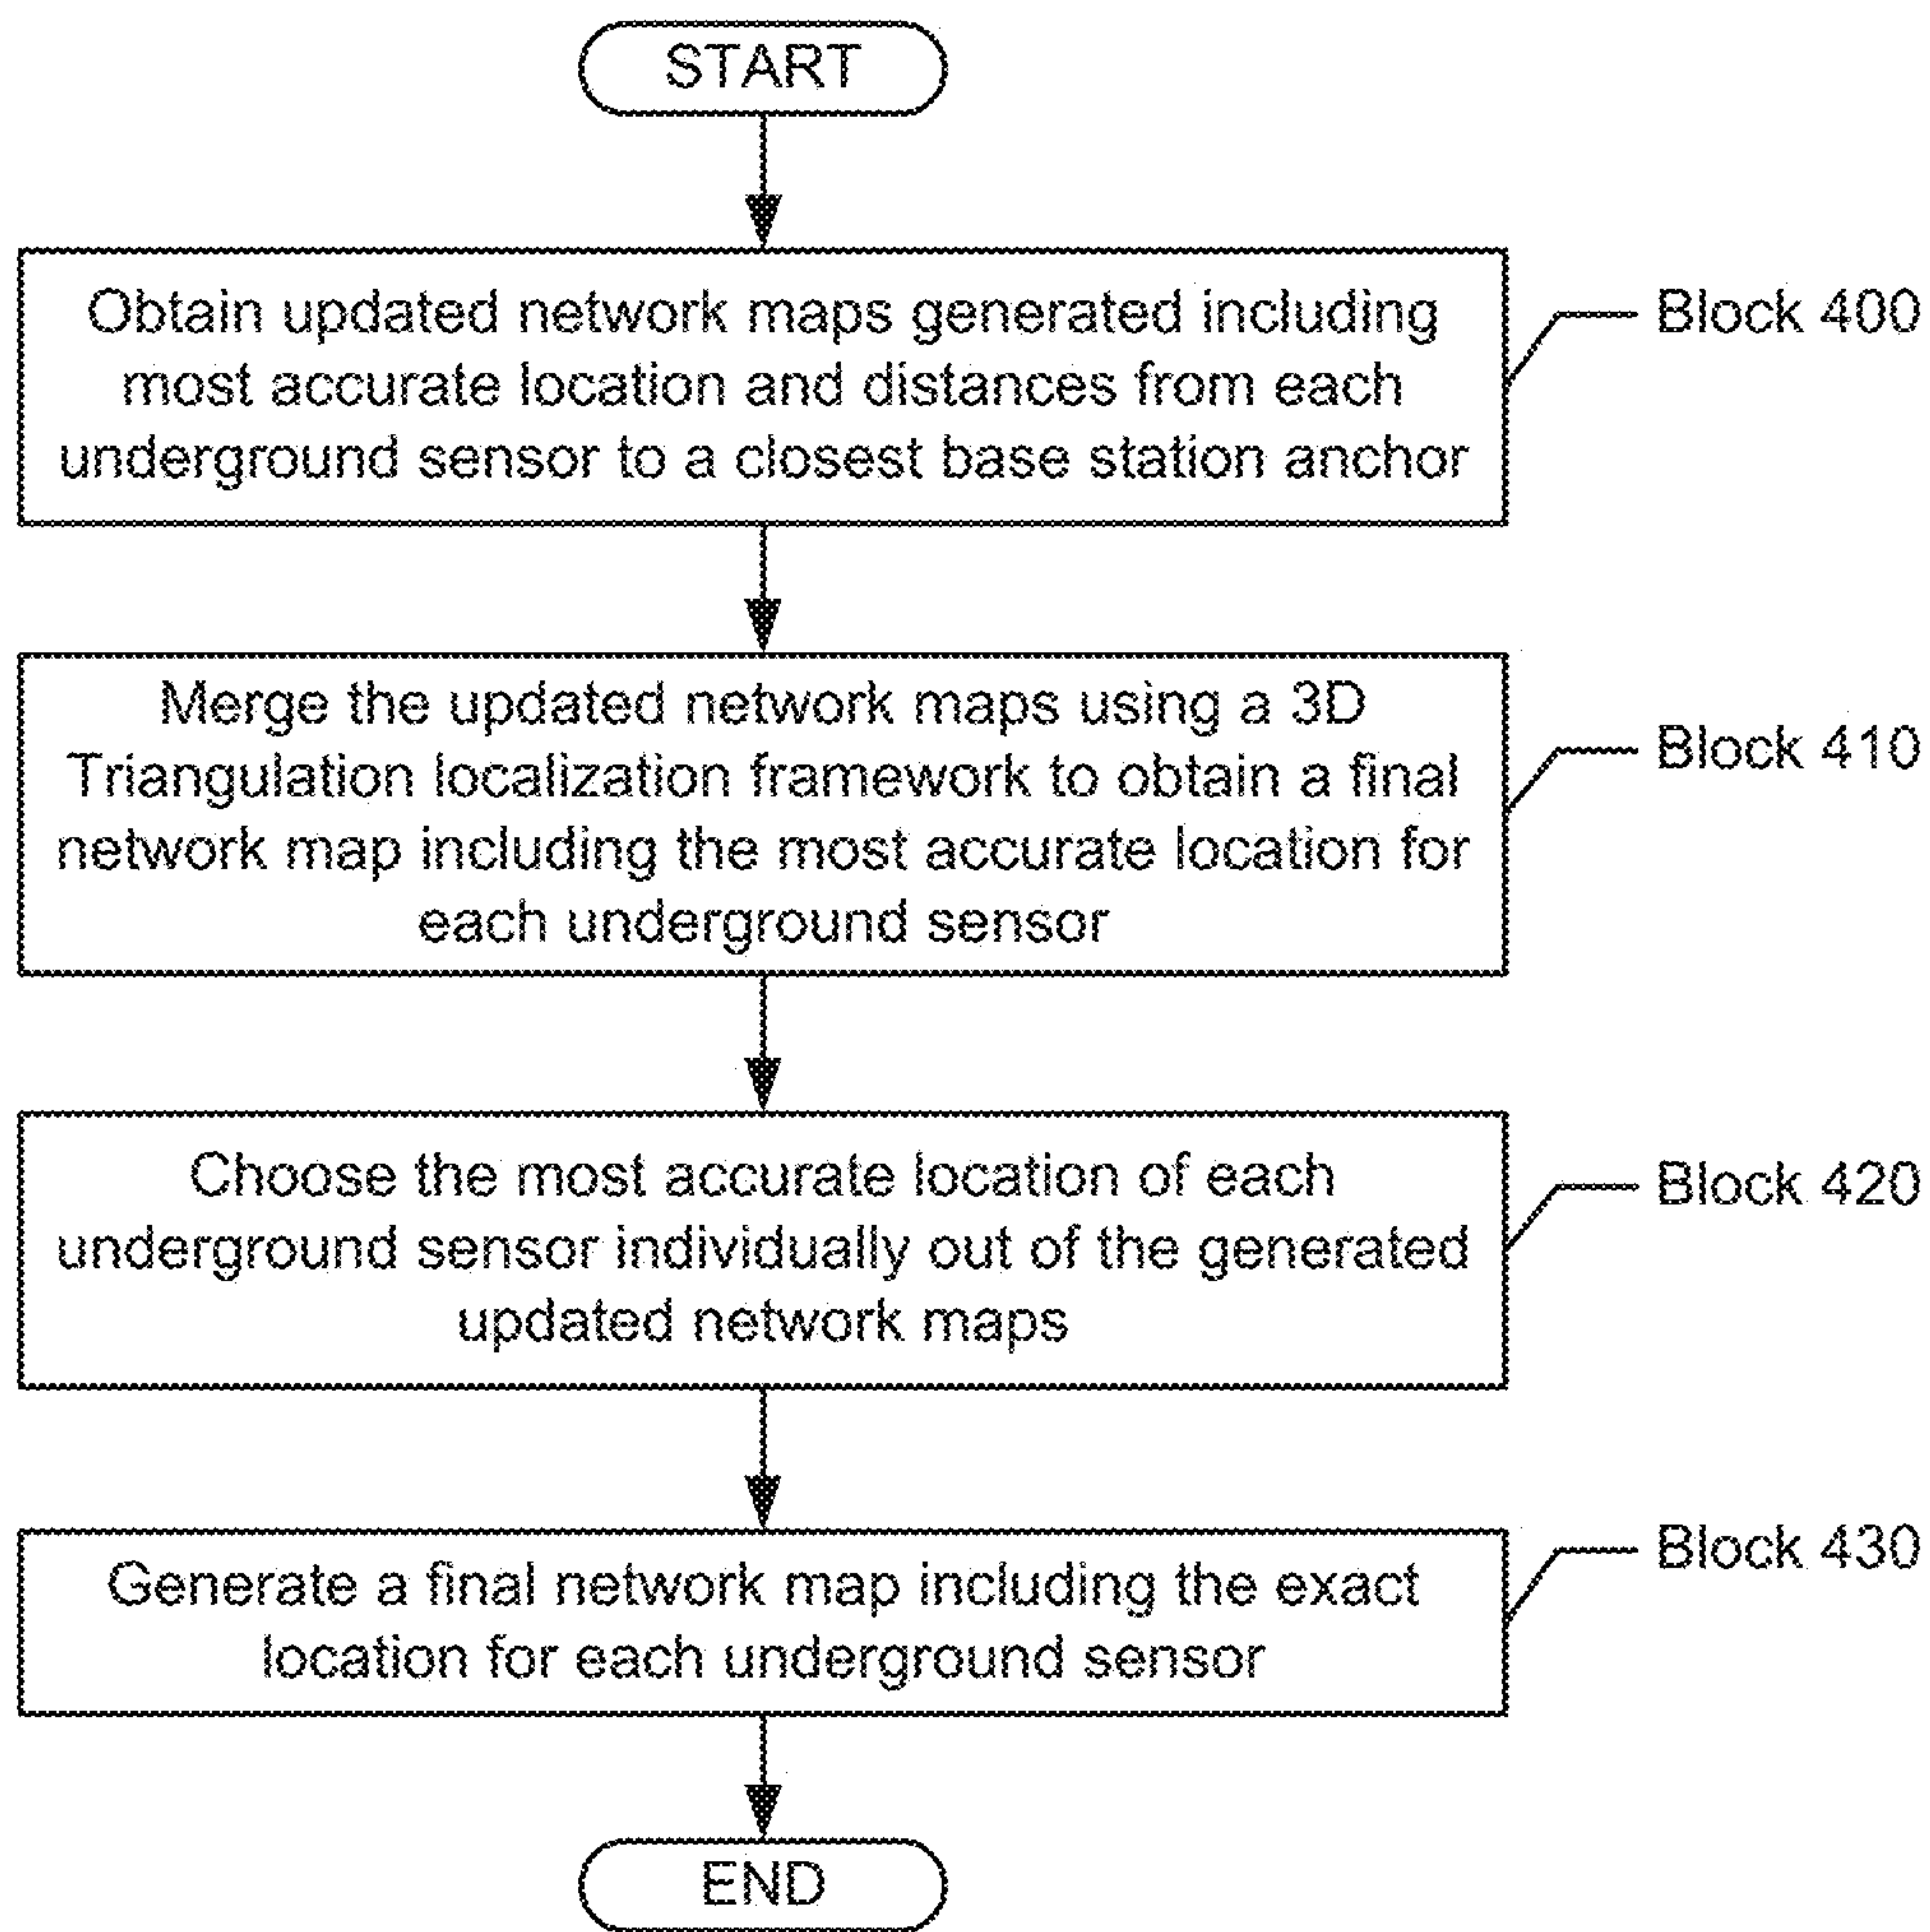 START
Obtain updated network maps generated including
most accurate location and distances from each
underground sensor to a closest base station anchor
Block 400
Merge the updated network maps using a 3D
Triangulation localization framework to obtain a final
network map including the most accurate location for
each underground sensor
Block 410
Choose the most accurate location of each
underground sensor individually out of the generated
updated network maps
Block 420
Generate a final network map including the exact
location for each underground sensor
Block 430
END